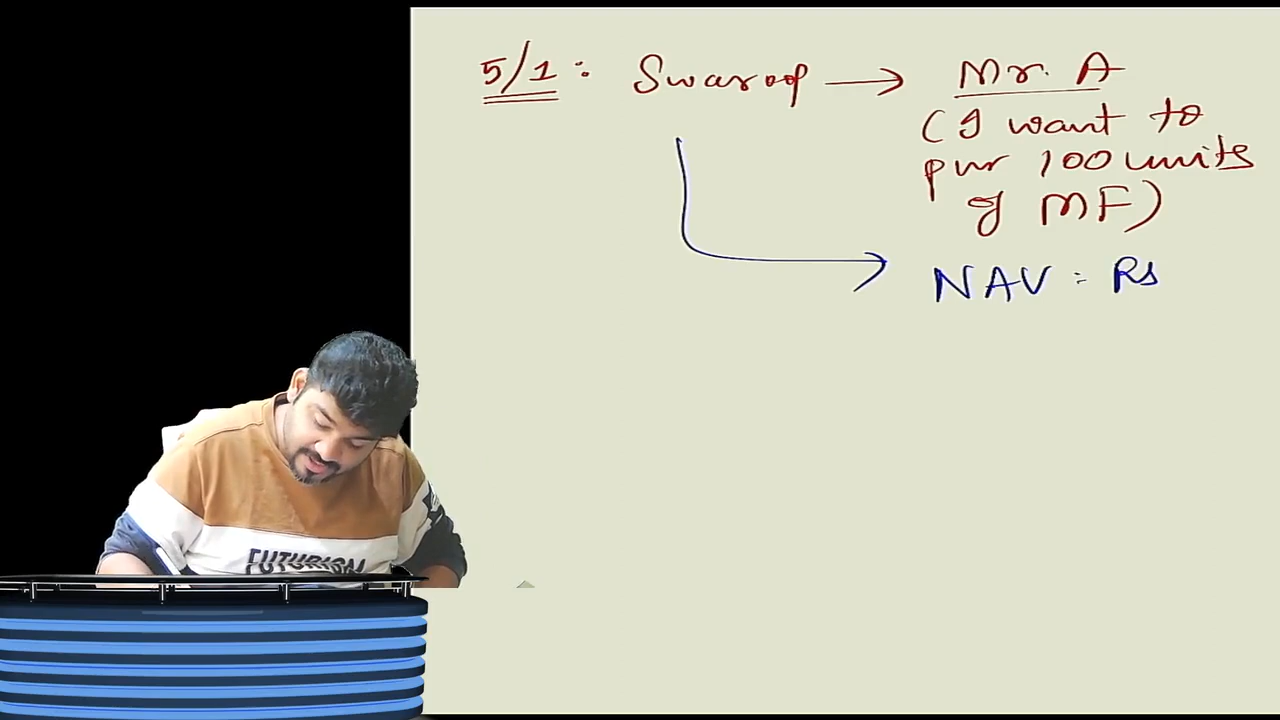 5/1: Swaroop → Mr. A
(I want to
pur 100 units
of MF)
NAV = Rs
FUTURISM